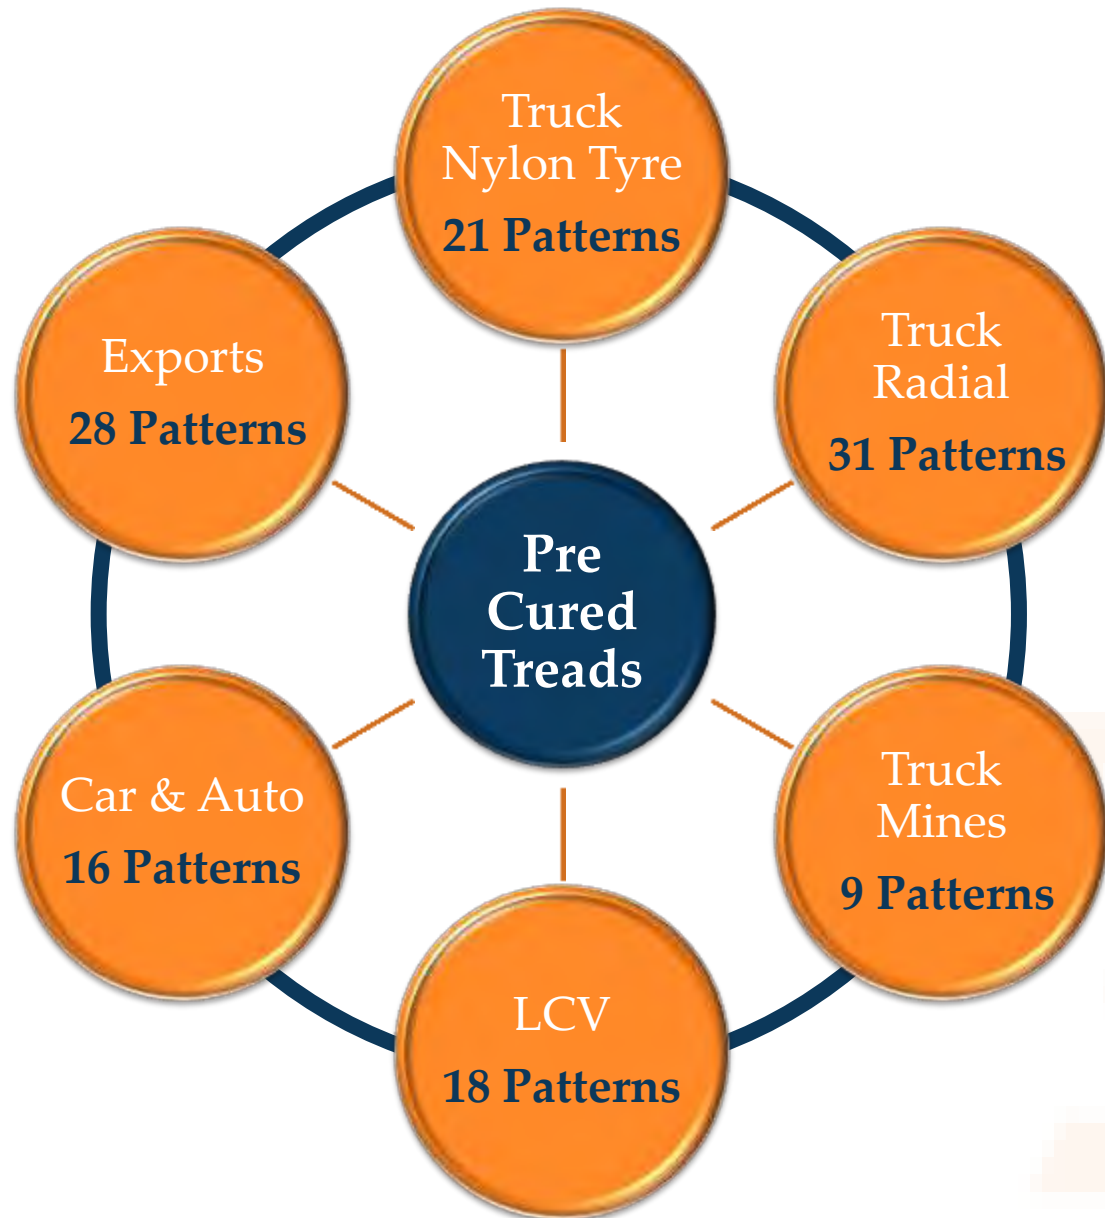 Truck
Nylon Tyre
21 Patterns
Truck
Radial
31 Patterns
Truck
Mines
9 Patterns
LCV
18 Patterns
Car & Auto
16 Patterns
Exports
28 Patterns
Pre
Cured
Treads